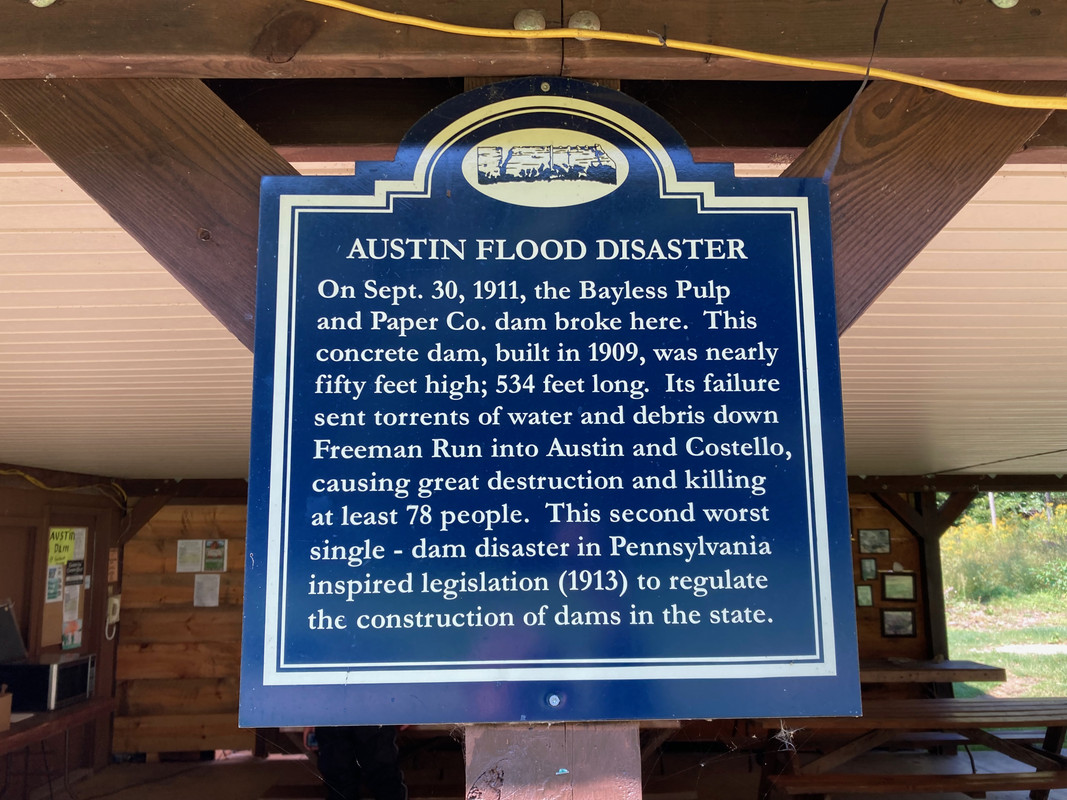 AUSTIN FLOOD DISASTER
On Sept. 30, 1911, the Bayless Pulp
and Paper Co. dam broke here. This
concrete dam, built in 1909, was nearly
fifty feet high; 534 feet long. Its failure
sent torrents of water and debris down
Freeman Run into Austin and Costello,
causing great destruction and killing
at least 78 people. This second worst
single - dam disaster in Pennsylvania
inspired legislation (1913) to regulate
the construction of dams in the state.
AUSTIN
DAM